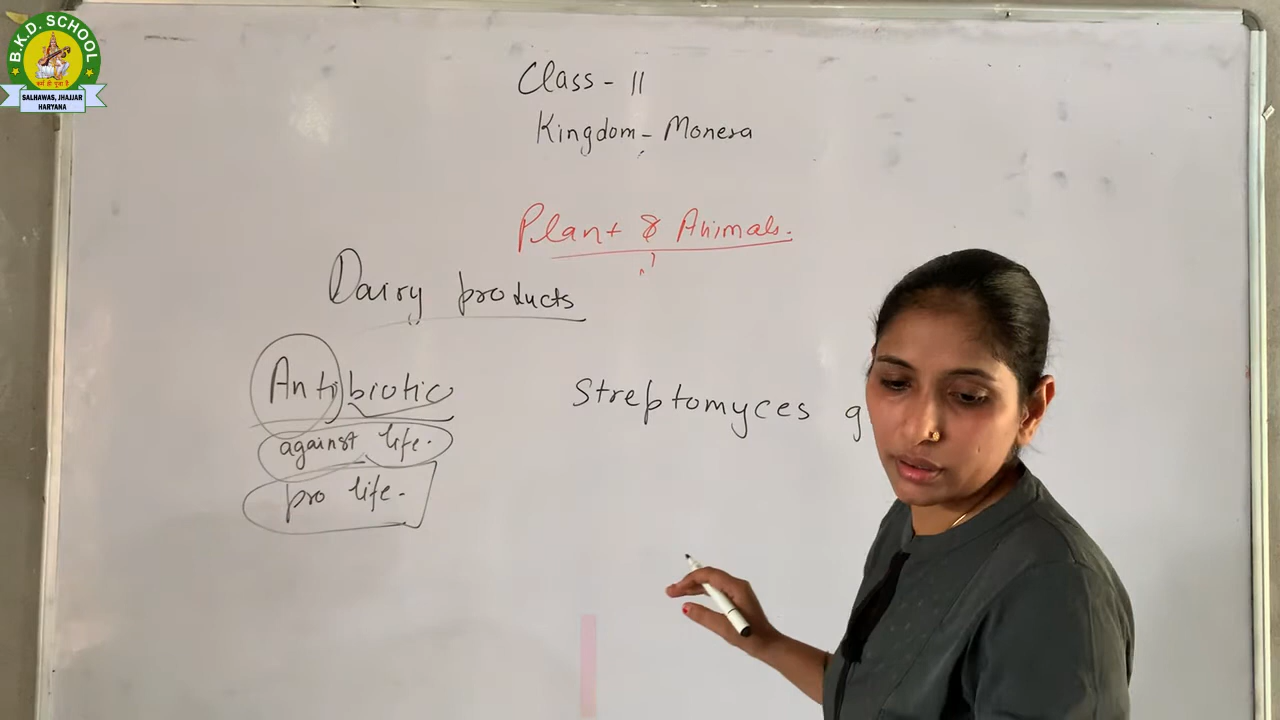 B.K.D. SCHOOL
SALHAWAS, JHAJJAR
HARYANA
Class - 11
Kingdom - Monera
Plant & Animals.
Dairy products
Antibiotic
against life.
pro life.
Streptomyces g